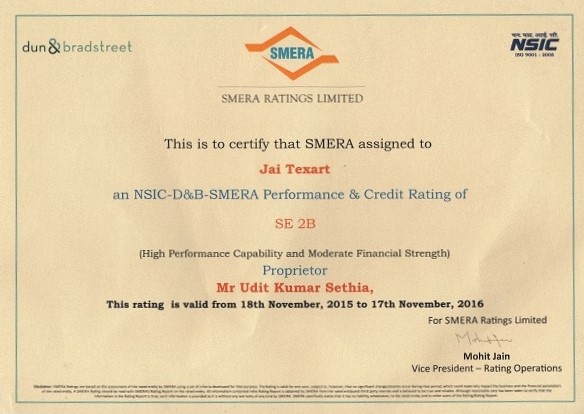 dun&bradstreet
SMERA
एन. एस. आई. सी.
NSIC
ISO 9001 : 2008
SMERA RATINGS LIMITED
This is to certify that SMERA assigned to
Jai Texart
an NSIC-D&B-SMERA Performance & Credit Rating of
SE 2B
(High Performance Capability and Moderate Financial Strength)
Proprietor
Mr Udit Kumar Sethia,
This rating is valid from 18th November, 2015 to 17th November, 2016
For SMERA Ratings Limited
Mohit Jain
Vice President – Rating Operations